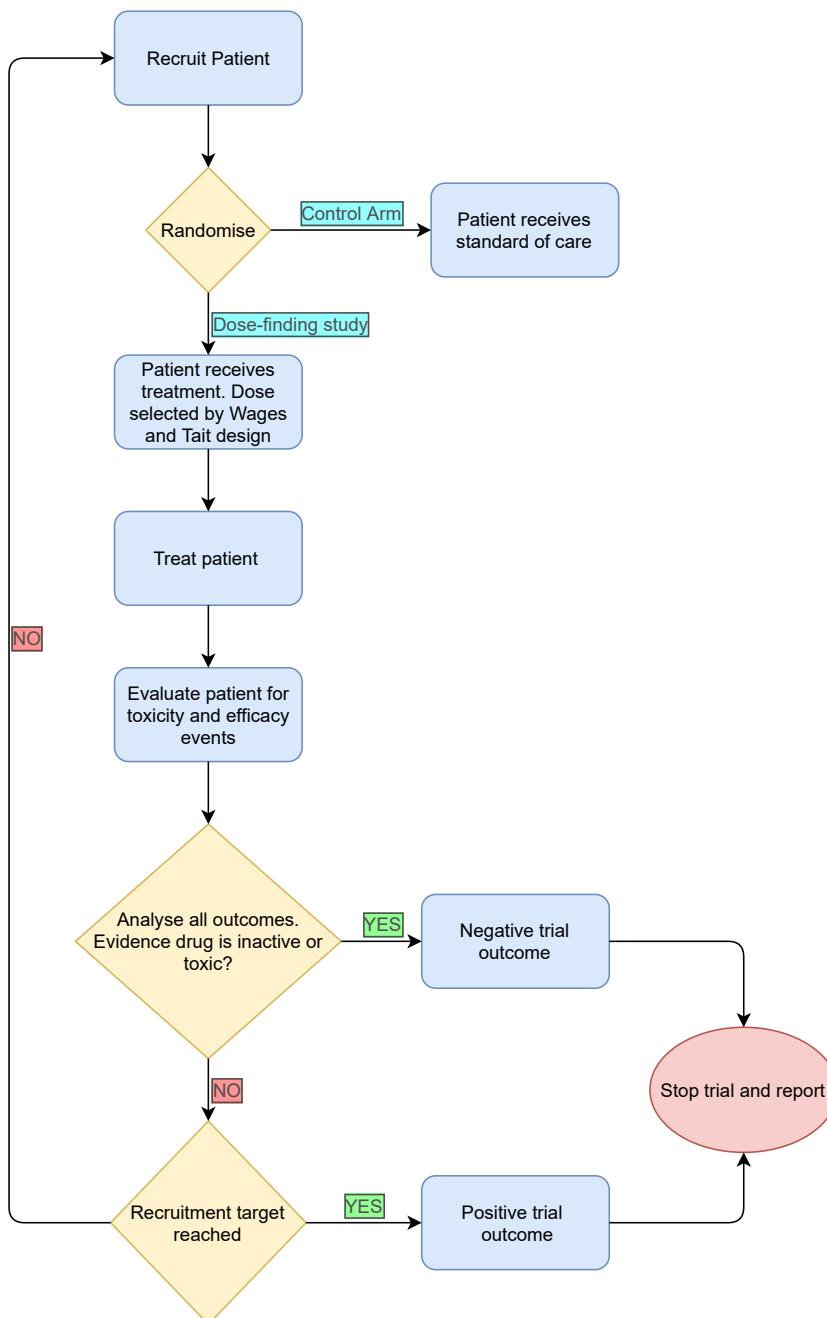 Recruit Patient
Randomise
Control Arm
Patient receives
standard of care
Dose-finding study
Patient receives
treatment. Dose
selected by Wages
and Tait design
Treat patient
NO
Evaluate patient for
toxicity and efficacy
events
Analyse all outcomes.
Evidence drug is inactive or
toxic?
YES
Negative trial
outcome
Stop trial and report
NO
Recruitment target
reached
YES
Positive trial
outcome